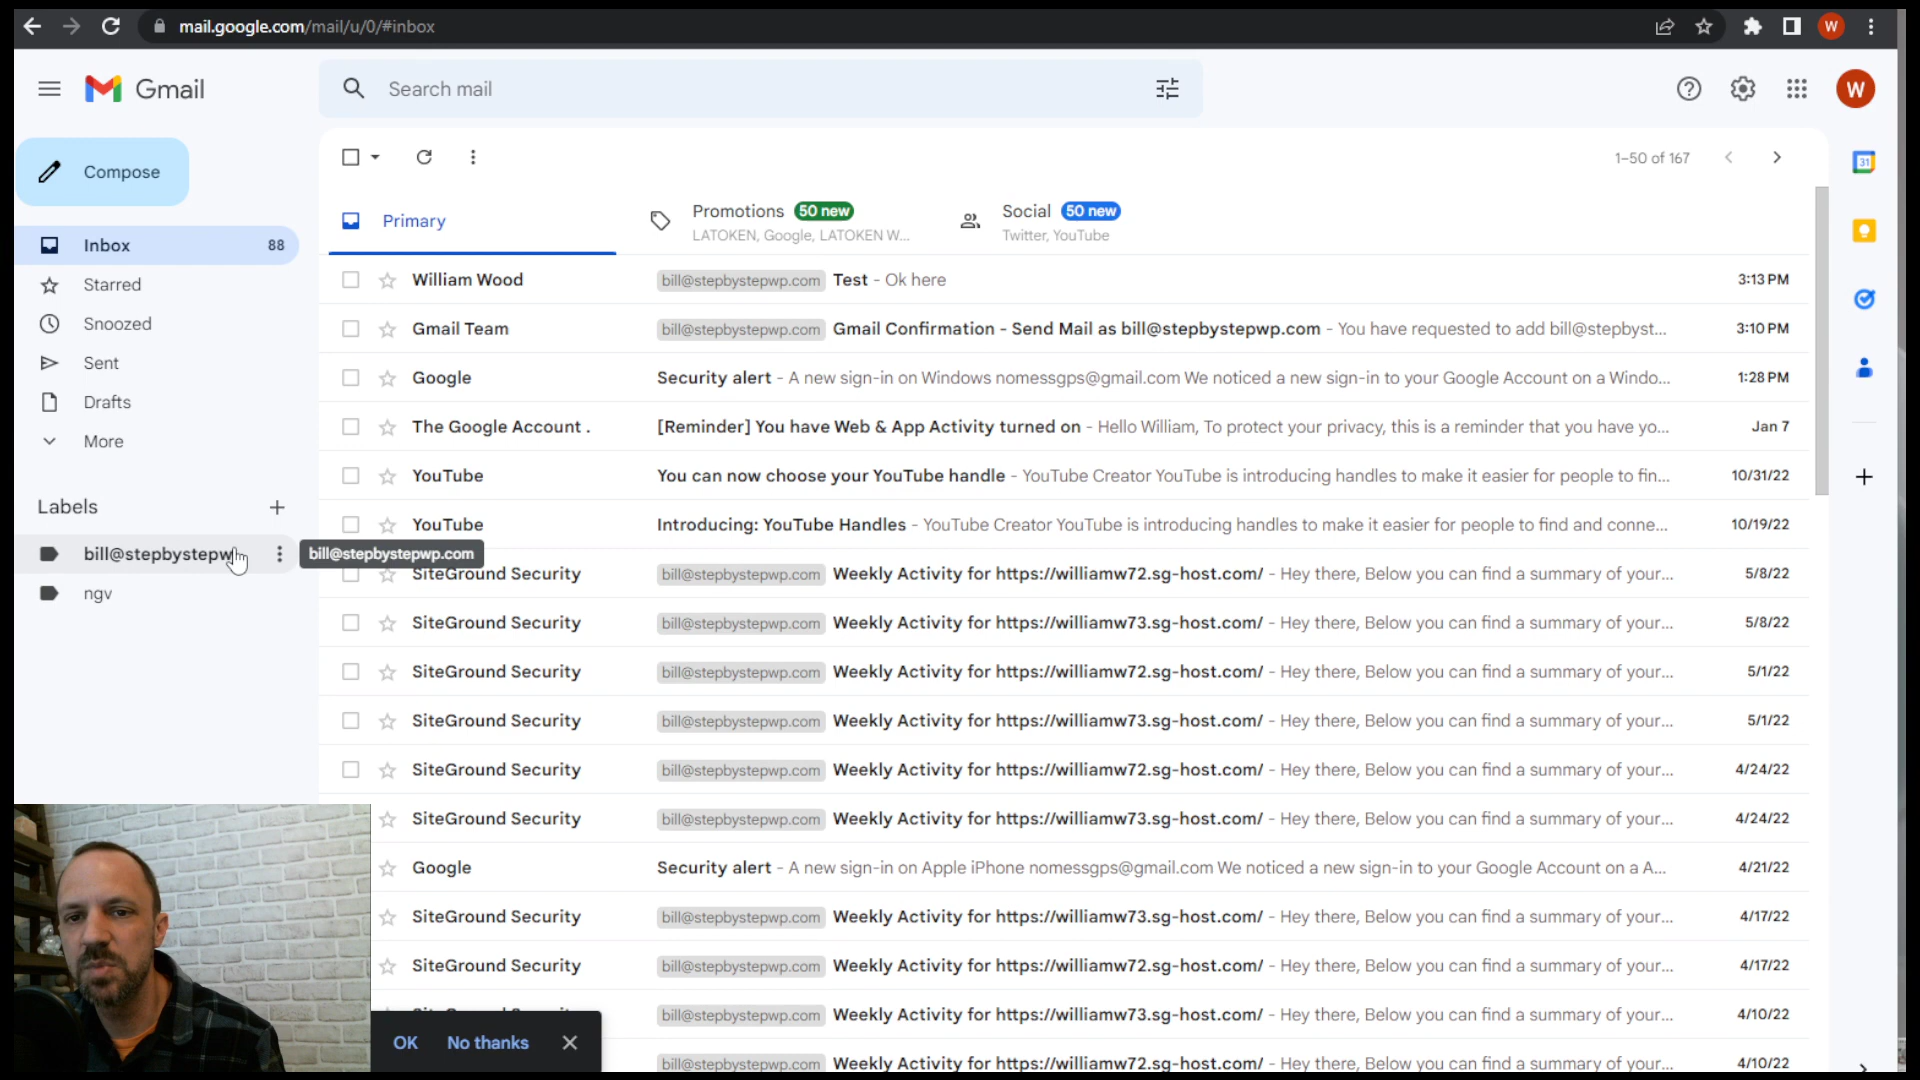 mail.google.com/mail/u/0/#inbox
W
Gmail
Search mail
W
Compose
1–50 of 167
31
Primary
Promotions 50 new
LATOKEN, Google, LATOKEN W...
Social 50 new
Twitter, YouTube
Inbox 88
Starred
Snoozed
Sent
Drafts
More
Labels
bill@stepbystepw
bill@stepbystepwp.com
ngv
William Wood bill@stepbystepwp.com Test - Ok here 3:13 PM
Gmail Team bill@stepbystepwp.com Gmail Confirmation - Send Mail as bill@stepbystepwp.com - You have requested to add bill@stepbyst... 3:10 PM
Google Security alert - A new sign-in on Windows nomessgps@gmail.com We noticed a new sign-in to your Google Account on a Windo... 1:28 PM
The Google Account . [Reminder] You have Web & App Activity turned on - Hello William, To protect your privacy, this is a reminder that you have yo... Jan 7
YouTube You can now choose your YouTube handle - YouTube Creator YouTube is introducing handles to make it easier for people to fin... 10/31/22
YouTube Introducing: YouTube Handles - YouTube Creator YouTube is introducing handles to make it easier for people to find and conne... 10/19/22
SiteGround Security bill@stepbystepwp.com Weekly Activity for https://williamw72.sg-host.com/ - Hey there, Below you can find a summary of your... 5/8/22
SiteGround Security bill@stepbystepwp.com Weekly Activity for https://williamw73.sg-host.com/ - Hey there, Below you can find a summary of your... 5/8/22
SiteGround Security bill@stepbystepwp.com Weekly Activity for https://williamw72.sg-host.com/ - Hey there, Below you can find a summary of your... 5/1/22
SiteGround Security bill@stepbystepwp.com Weekly Activity for https://williamw73.sg-host.com/ - Hey there, Below you can find a summary of your... 5/1/22
SiteGround Security bill@stepbystepwp.com Weekly Activity for https://williamw72.sg-host.com/ - Hey there, Below you can find a summary of your... 4/24/22
SiteGround Security bill@stepbystepwp.com Weekly Activity for https://williamw73.sg-host.com/ - Hey there, Below you can find a summary of your... 4/24/22
Google Security alert - A new sign-in on Apple iPhone nomessgps@gmail.com We noticed a new sign-in to your Google Account on a A... 4/21/22
SiteGround Security bill@stepbystepwp.com Weekly Activity for https://williamw73.sg-host.com/ - Hey there, Below you can find a summary of your... 4/17/22
SiteGround Security bill@stepbystepwp.com Weekly Activity for https://williamw72.sg-host.com/ - Hey there, Below you can find a summary of your... 4/17/22
bill@stepbystepwp.com Weekly Activity for https://williamw73.sg-host.com/ - Hey there, Below you can find a summary of your... 4/10/22
bill@stepbystepwp.com Weekly Activity for https://williamw72.sg-host.com/ - Hey there, Below you can find a summary of your... 4/10/22
OK No thanks